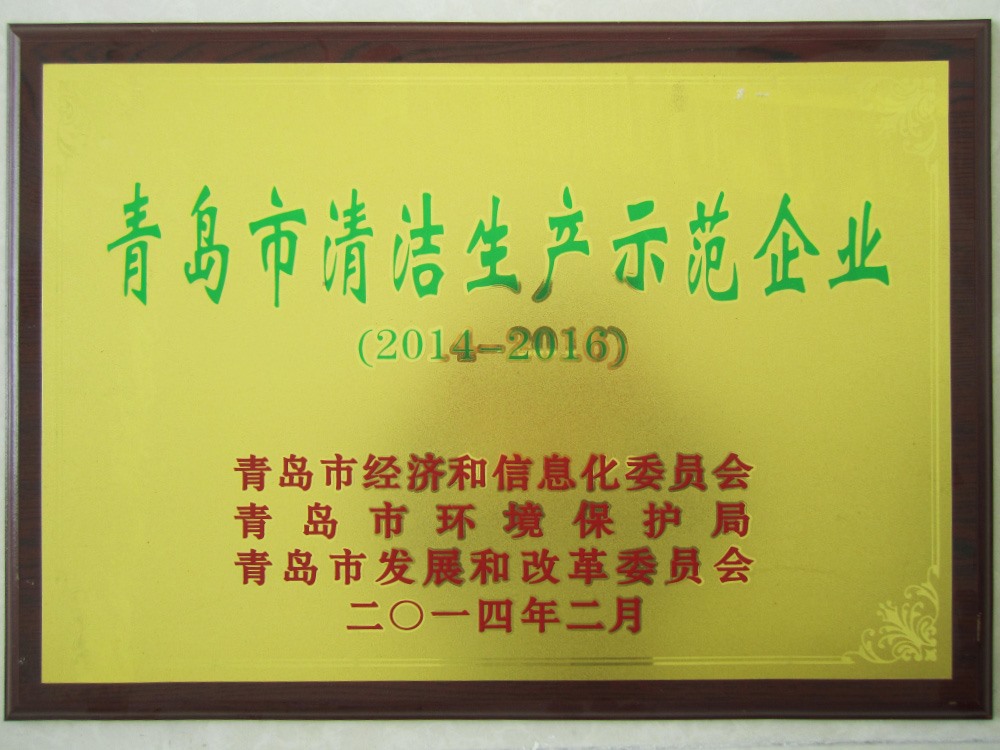 青岛市清洁生产示范企业
(2014-2016)
青岛市经济和信息化委员会
青岛市环境保护局
青岛市发展和改革委员会
二〇一四年二月